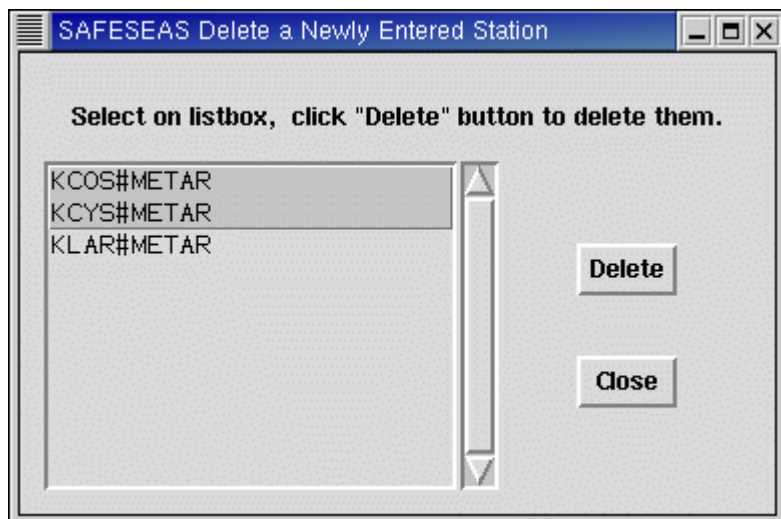 SAFESEAS Delete a Newly Entered Station
Select on listbox, click "Delete" button to delete them.
KCOS#METAR
KCYS#METAR
KLAR#METAR
Delete
Close